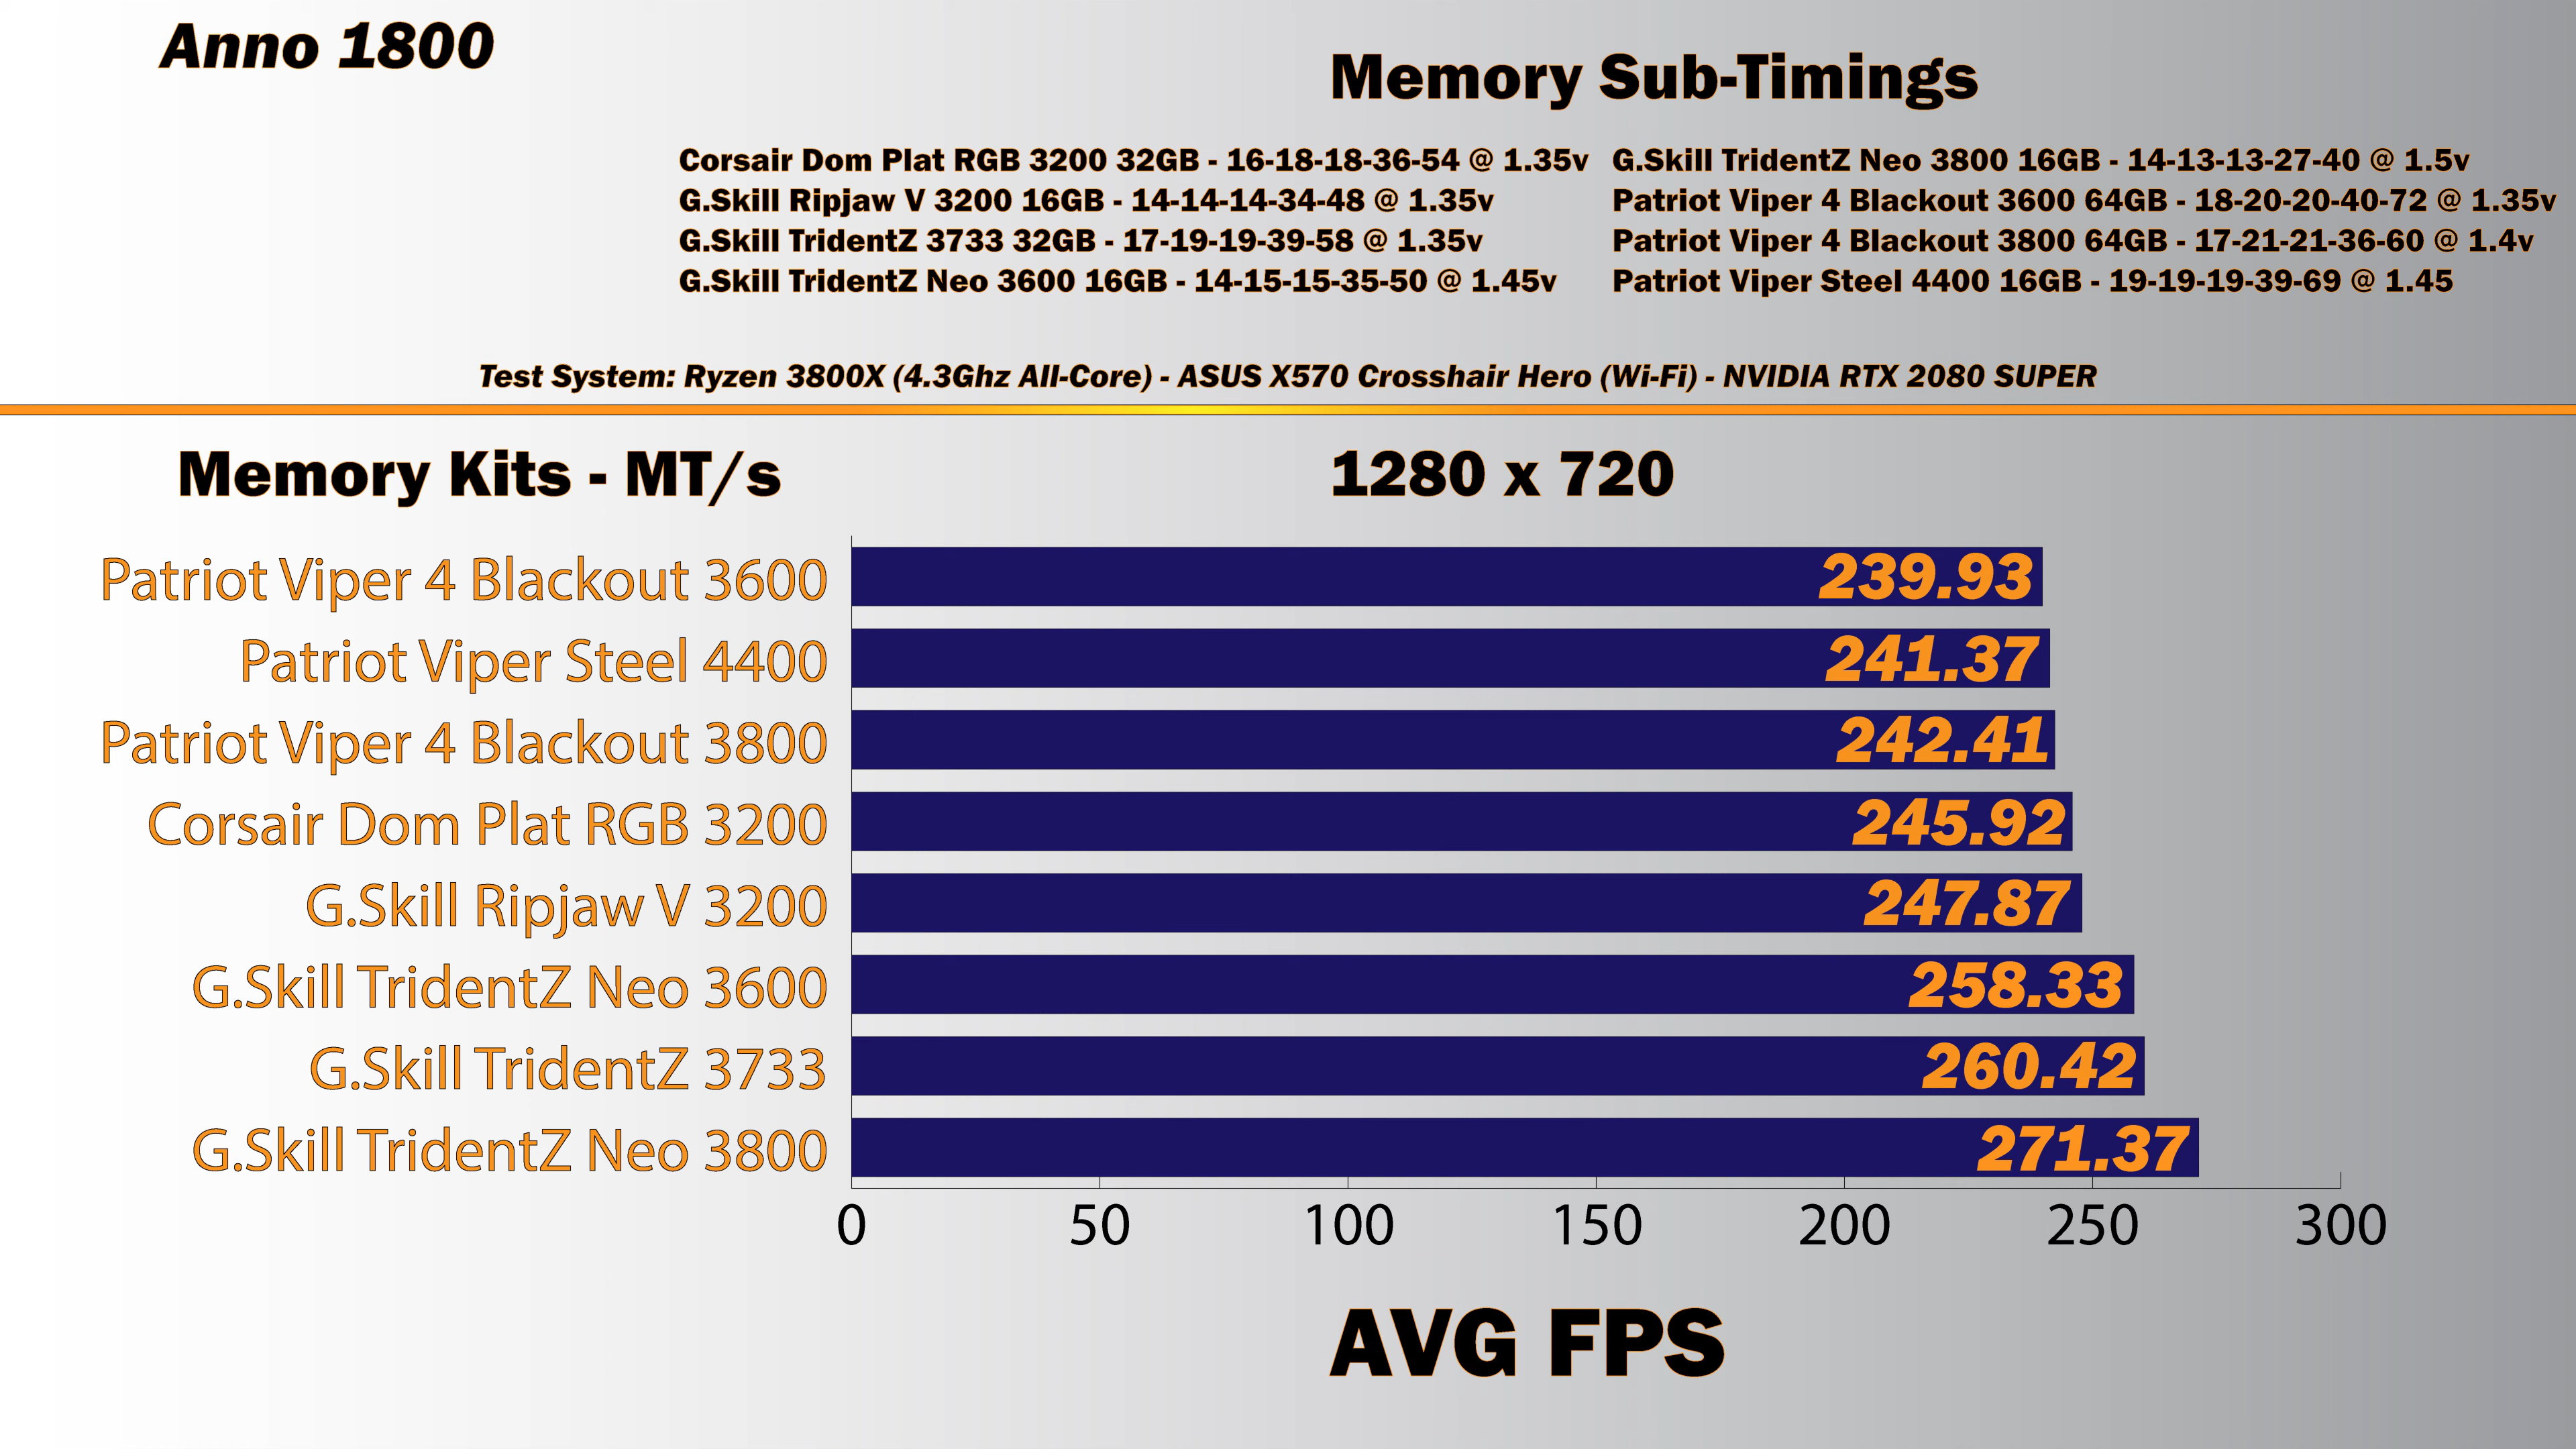 Anno 1800
Memory Sub-Timings
Corsair Dom Plat RGB 3200 32GB - 16-18-18-36-54 @ 1.35v
G.Skill Ripjaw V 3200 16GB - 14-14-14-34-48 @ 1.35v
G.Skill TridentZ 3733 32GB - 17-19-19-39-58 @ 1.35v
G.Skill TridentZ Neo 3600 16GB - 14-15-15-35-50 @ 1.45v
G.Skill TridentZ Neo 3800 16GB - 14-13-13-27-40 @ 1.5v
Patriot Viper 4 Blackout 3600 64GB - 18-20-20-40-72 @ 1.35v
Patriot Viper 4 Blackout 3800 64GB - 17-21-21-36-60 @ 1.4v
Patriot Viper Steel 4400 16GB - 19-19-19-39-69 @ 1.45
Test System: Ryzen 3800X (4.3Ghz All-Core) - ASUS X570 Crosshair Hero (Wi-Fi) - NVIDIA RTX 2080 SUPER
Memory Kits - MT/s
1280 x 720
Patriot Viper 4 Blackout 3600 239.93
Patriot Viper Steel 4400 241.37
Patriot Viper 4 Blackout 3800 242.41
Corsair Dom Plat RGB 3200 245.92
G.Skill Ripjaw V 3200 247.87
G.Skill TridentZ Neo 3600 258.33
G.Skill TridentZ 3733 260.42
G.Skill TridentZ Neo 3800 271.37
0 50 100 150 200 250 300
AVG FPS